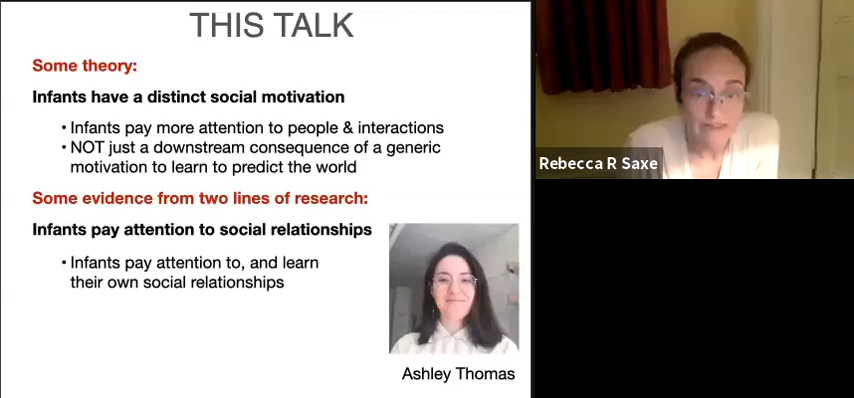 THIS TALK
Some theory:
Infants have a distinct social motivation
• Infants pay more attention to people & interactions
• NOT just a downstream consequence of a generic
motivation to learn to predict the world
Some evidence from two lines of research:
Infants pay attention to social relationships
• Infants pay attention to, and learn
their own social relationships
Ashley Thomas
Rebecca R Saxe